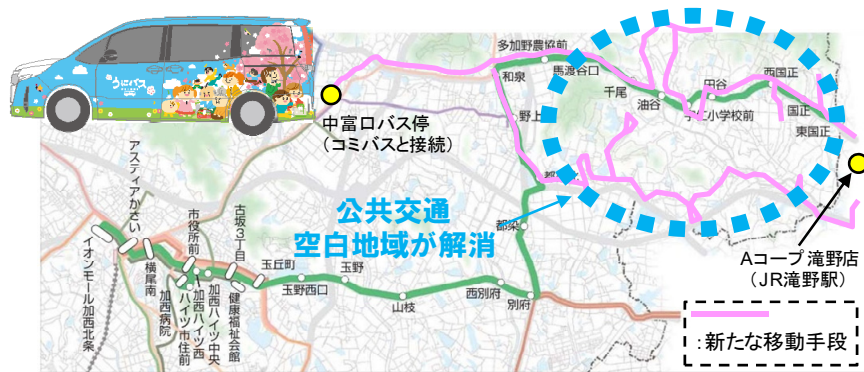 うにバス
中富口バス停
（コミバスと接続）
多加野農協前
和泉
馬渡谷口
野上
千尾
油谷
田谷
宇仁小学校前
西国正
国正
東国正
都染
Aコープ滝野店
（JR滝野駅）
公共交通
空白地域が解消
アスティアかさい
市役所前
古坂３丁目
イオンモール加西北条
横尾南
加西病院
ハイツ市住前
加西ハイツ西
加西ハイツ中央
健康福祉会館
玉丘町
玉野西口
玉野
山枝
西別府
別府
：新たな移動手段